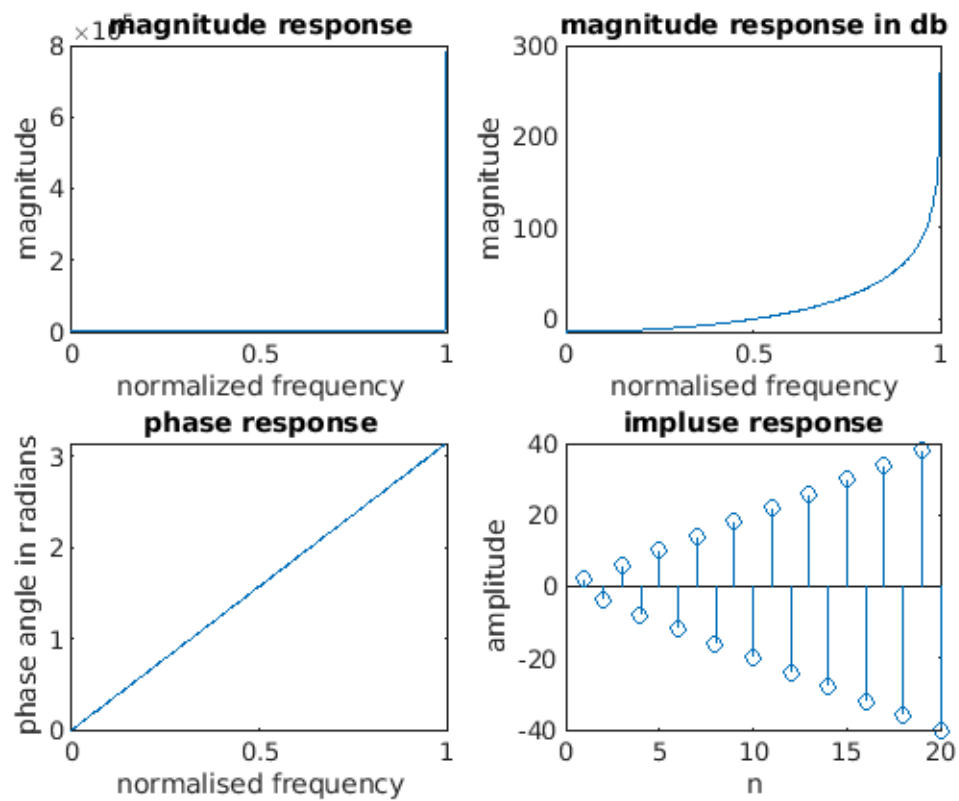 ×10⁵
magnitude response
8
6
4
2
0
0
0.5
1
magnitude
normalized frequency
magnitude response in db
300
200
100
0
0
0.5
1
magnitude
normalised frequency
phase response
3
2
1
0
0
0.5
1
phase angle in radians
normalised frequency
impluse response
40
20
0
-20
-40
0
5
10
15
20
amplitude
n